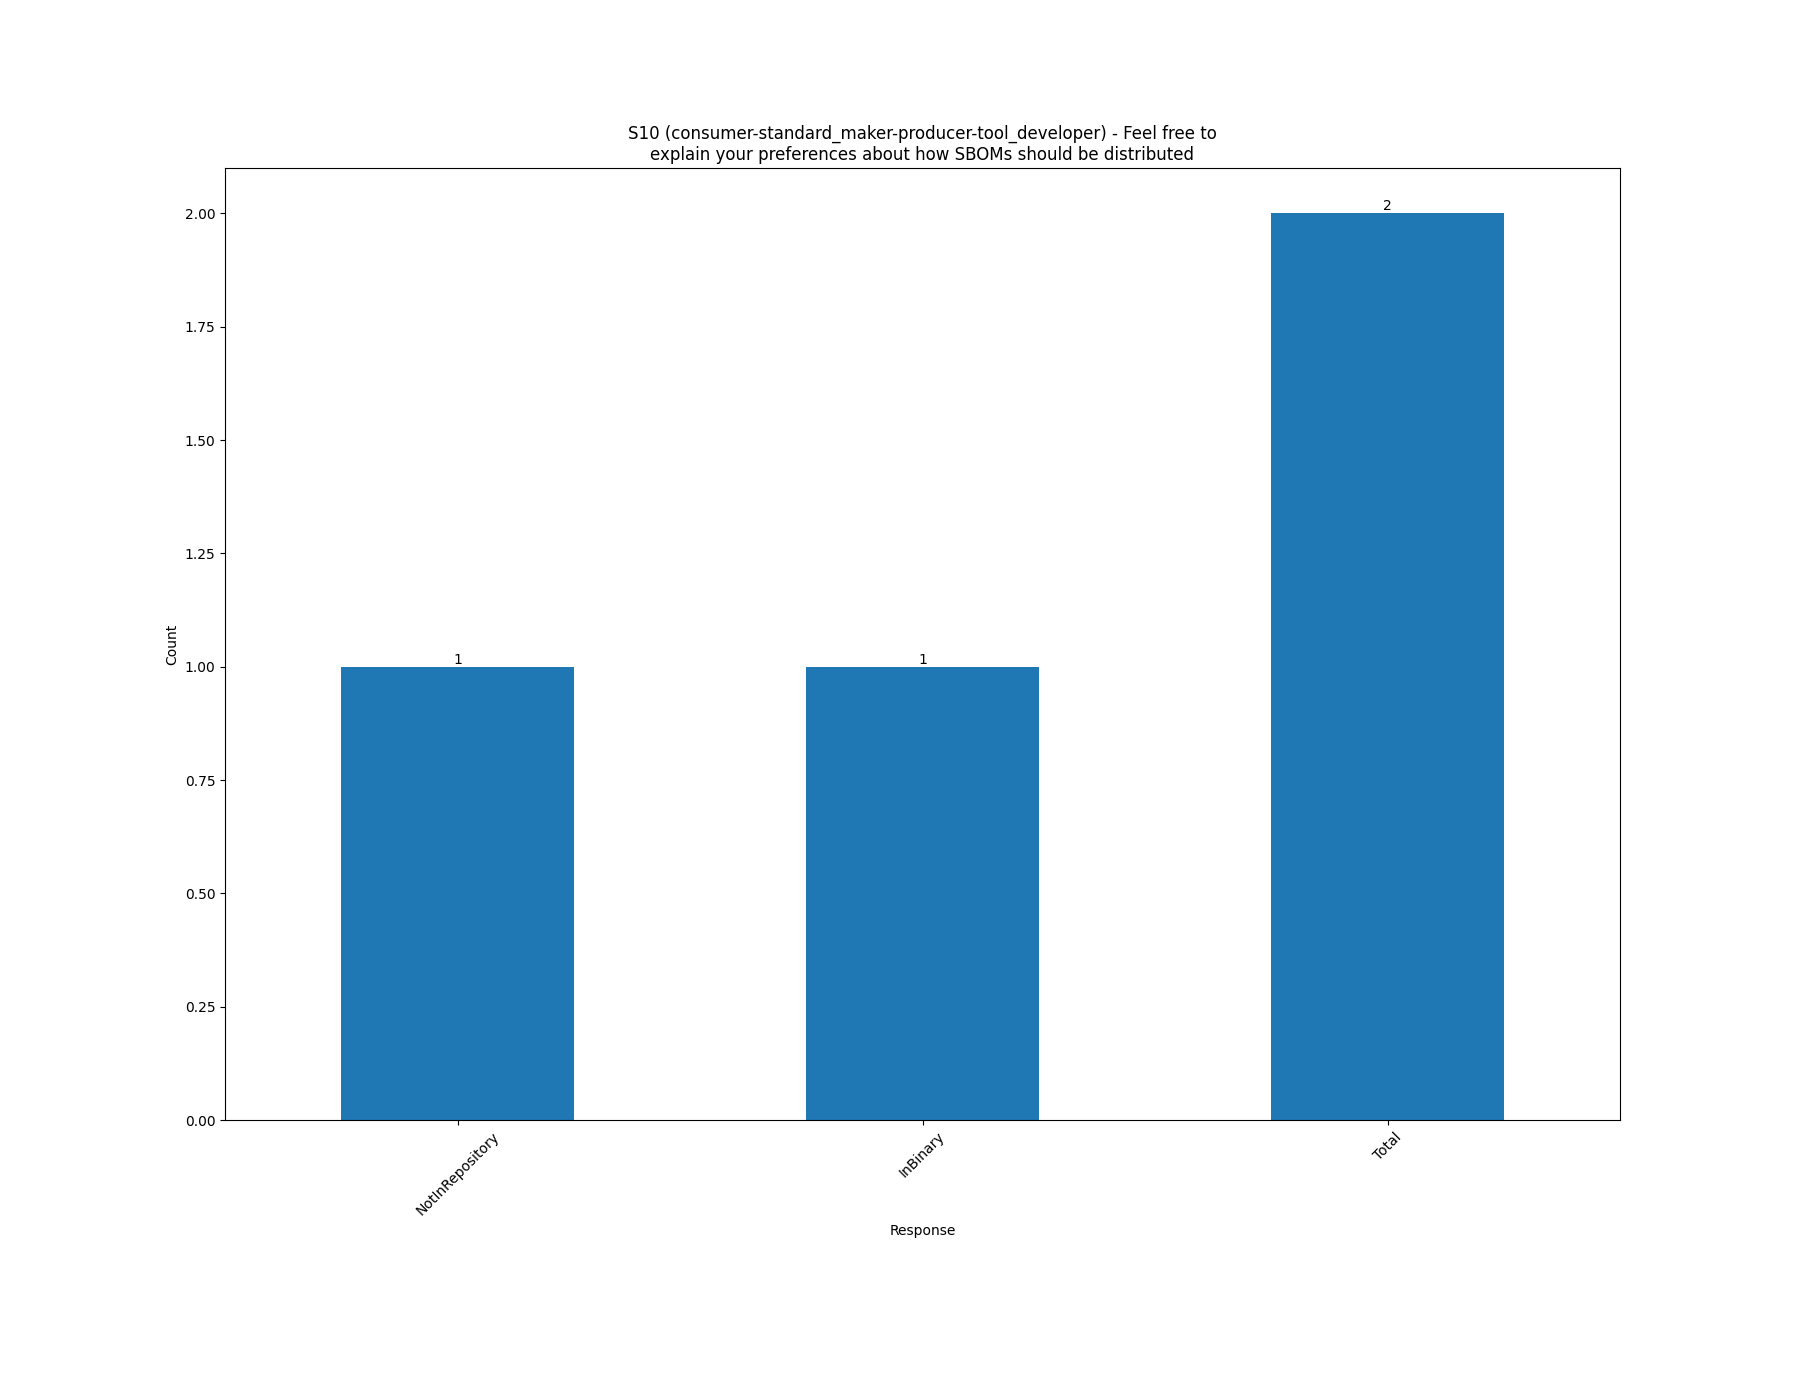 S10 (consumer-standard_maker-producer-tool_developer) - Feel free to
explain your preferences about how SBOMs should be distributed
Count
2.00
1.75
1.50
1.25
1.00
0.75
0.50
0.25
0.00
1
1
2
NotInRepository
InBinary
Total
Response